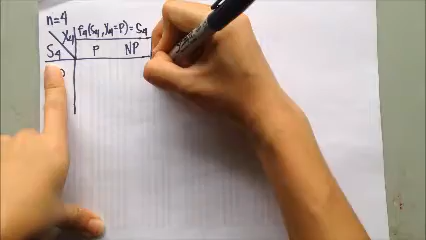 n=4
X₄ f₄(S₄, X₄=P) = S₄
S₄ P NP